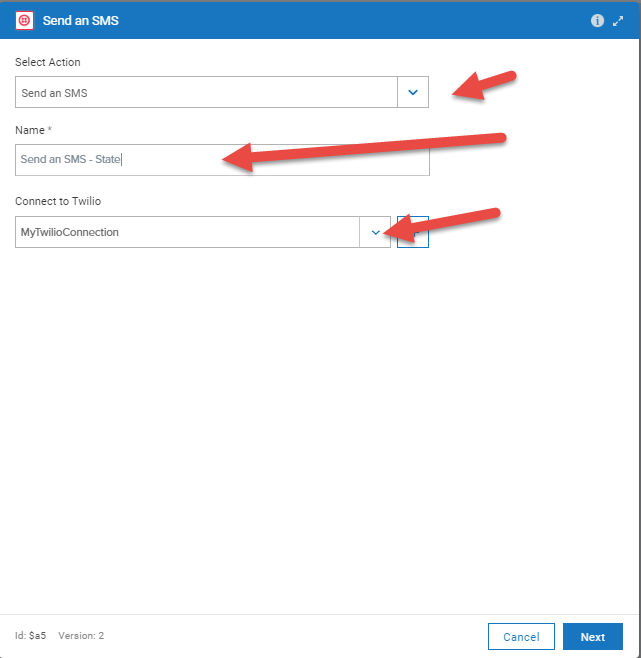 Send an SMS
Select Action
Send an SMS
Name *
Send an SMS - State
Connect to Twilio
MyTwilioConnection
Id: $a5 Version: 2
Cancel
Next